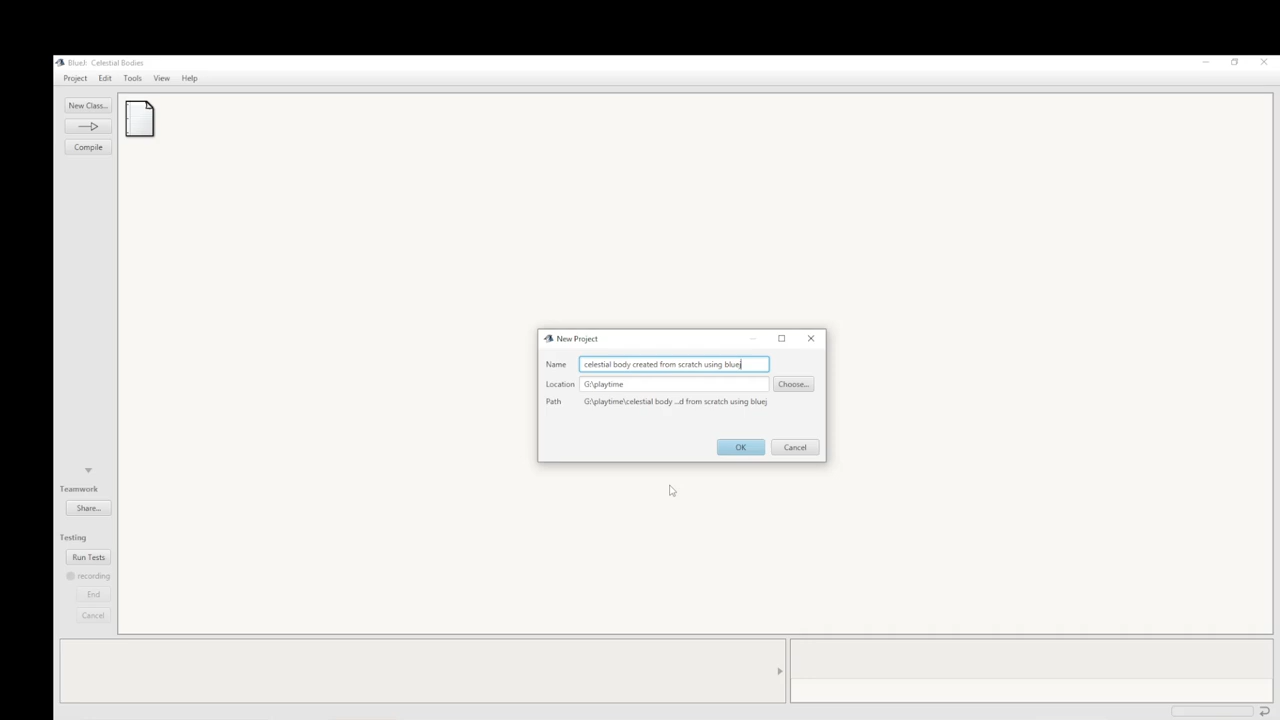 BlueJ: Celestial Bodies
Project Edit Tools View Help
New Class...
Compile
New Project
Name celestial body created from scratch using bluej
Location G:\playtime Choose...
Path G:\playtime\celestial body ...d from scratch using bluej
OK Cancel
Teamwork
Share...
Testing
Run Tests
recording
End
Cancel